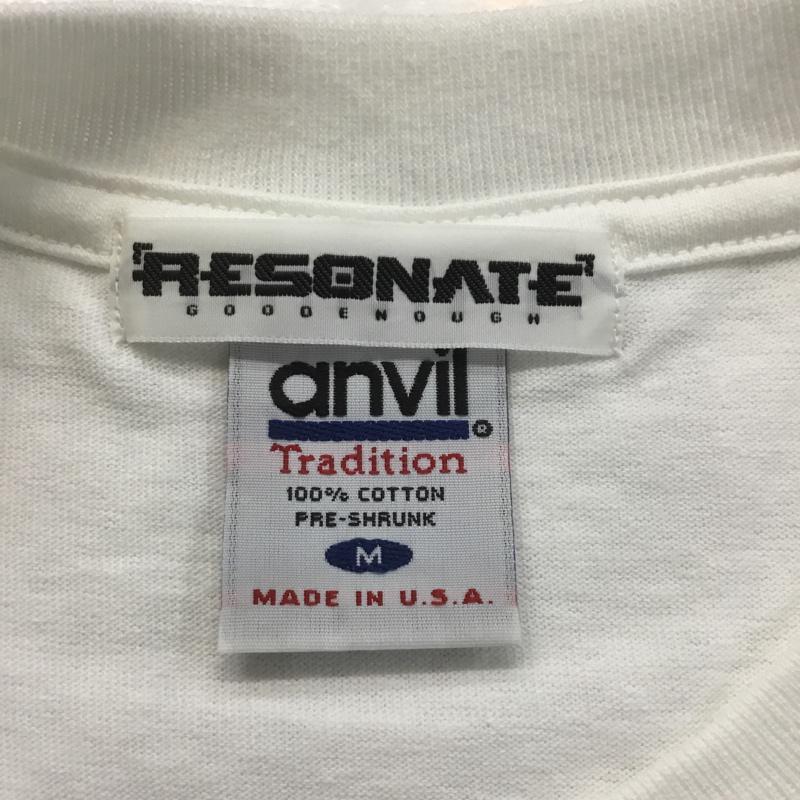 "RESONATE"
GOODENOUGH
anvil®
Tradition
100% COTTON
PRE-SHRUNK
M
MADE IN U.S.A.